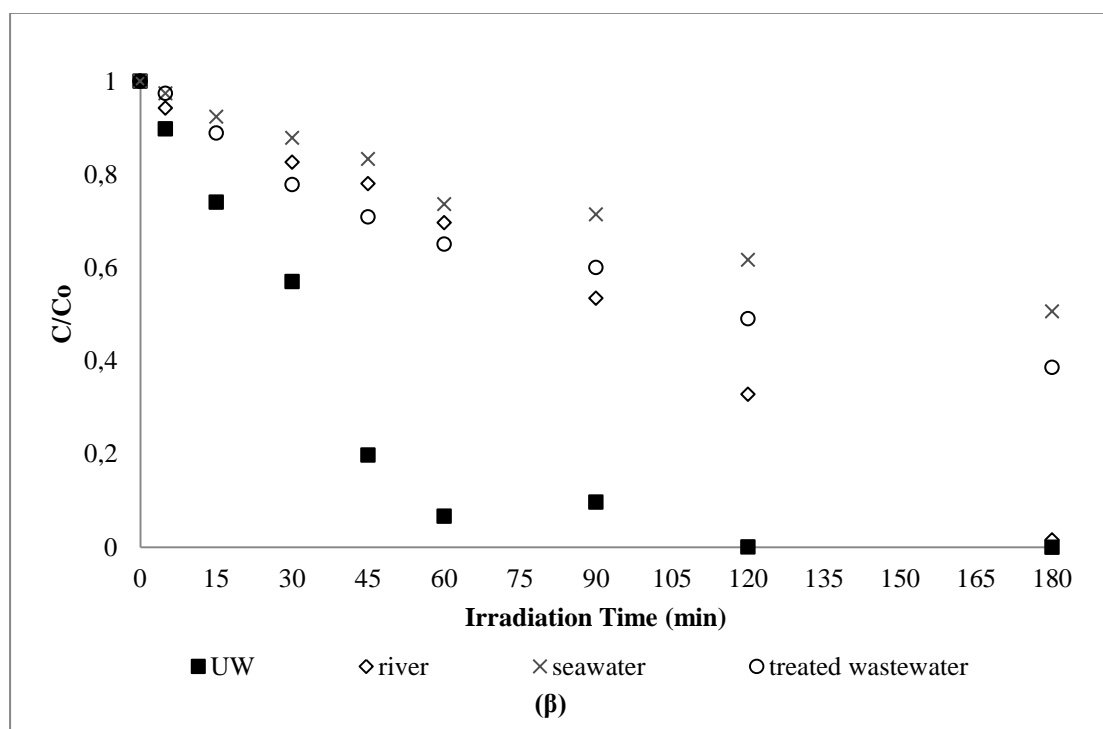 1
0,8
0,6
0,4
0,2
0
C/Co
0 15 30 45 60 75 90 105 120 135 150 165 180
Irradiation Time (min)
UW river seawater treated wastewater
(β)